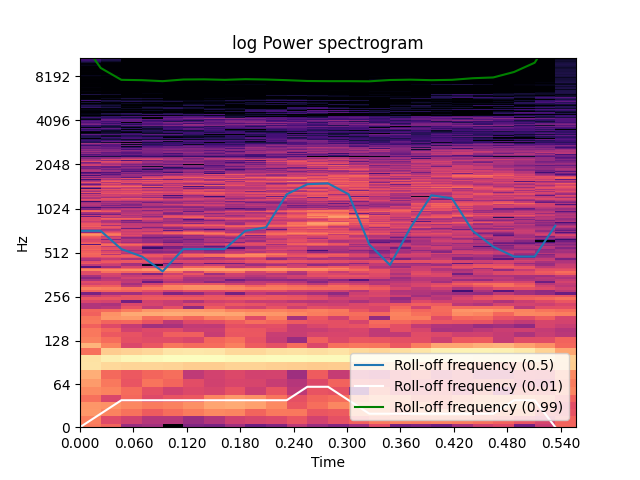 log Power spectrogram
8192
4096
2048
1024
512
256
128
64
0
Hz
Roll-off frequency (0.5)
Roll-off frequency (0.01)
Roll-off frequency (0.99)
0.000 0.060 0.120 0.180 0.240 0.300 0.360 0.420 0.480 0.540
Time